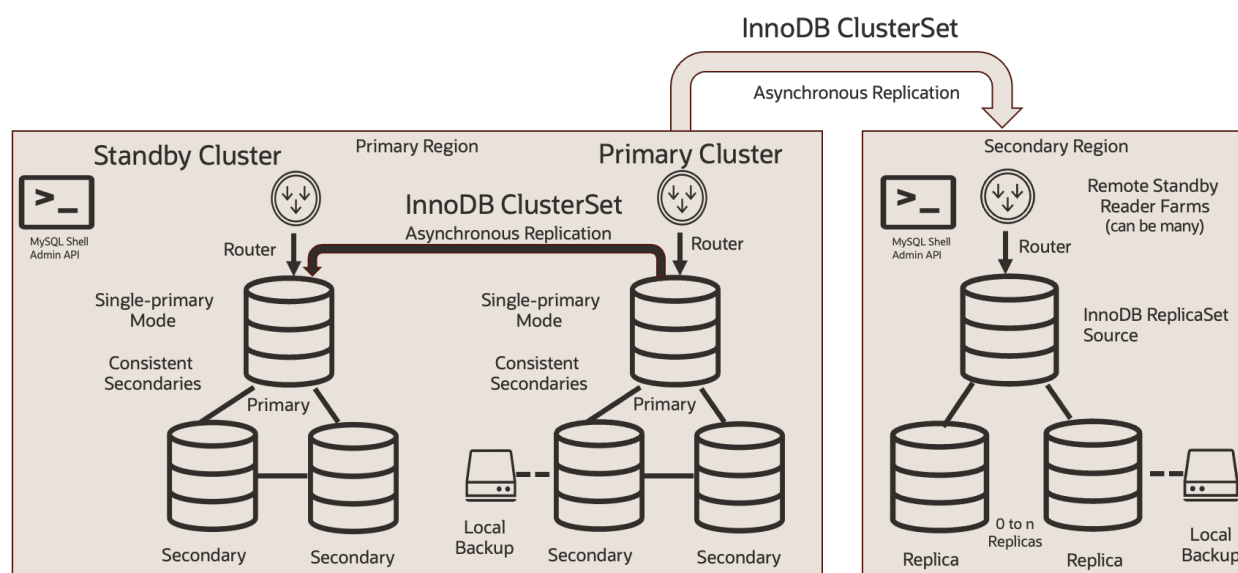 InnoDB ClusterSet
Asynchronous Replication
Primary Region
Standby Cluster
Primary Cluster
>_
MySQL Shell
Admin API
InnoDB ClusterSet
Asynchronous Replication
Router
Router
Single-primary
Mode
Single-primary
Mode
Consistent
Secondaries
Consistent
Secondaries
Primary
Primary
Local
Backup
Secondary
Secondary
Secondary
Secondary
Secondary Region
>_
MySQL Shell
Admin API
Remote Standby
Reader Farms
(can be many)
Router
InnoDB ReplicaSet
Source
0 to n
Replicas
Replica
Replica
Local
Backup